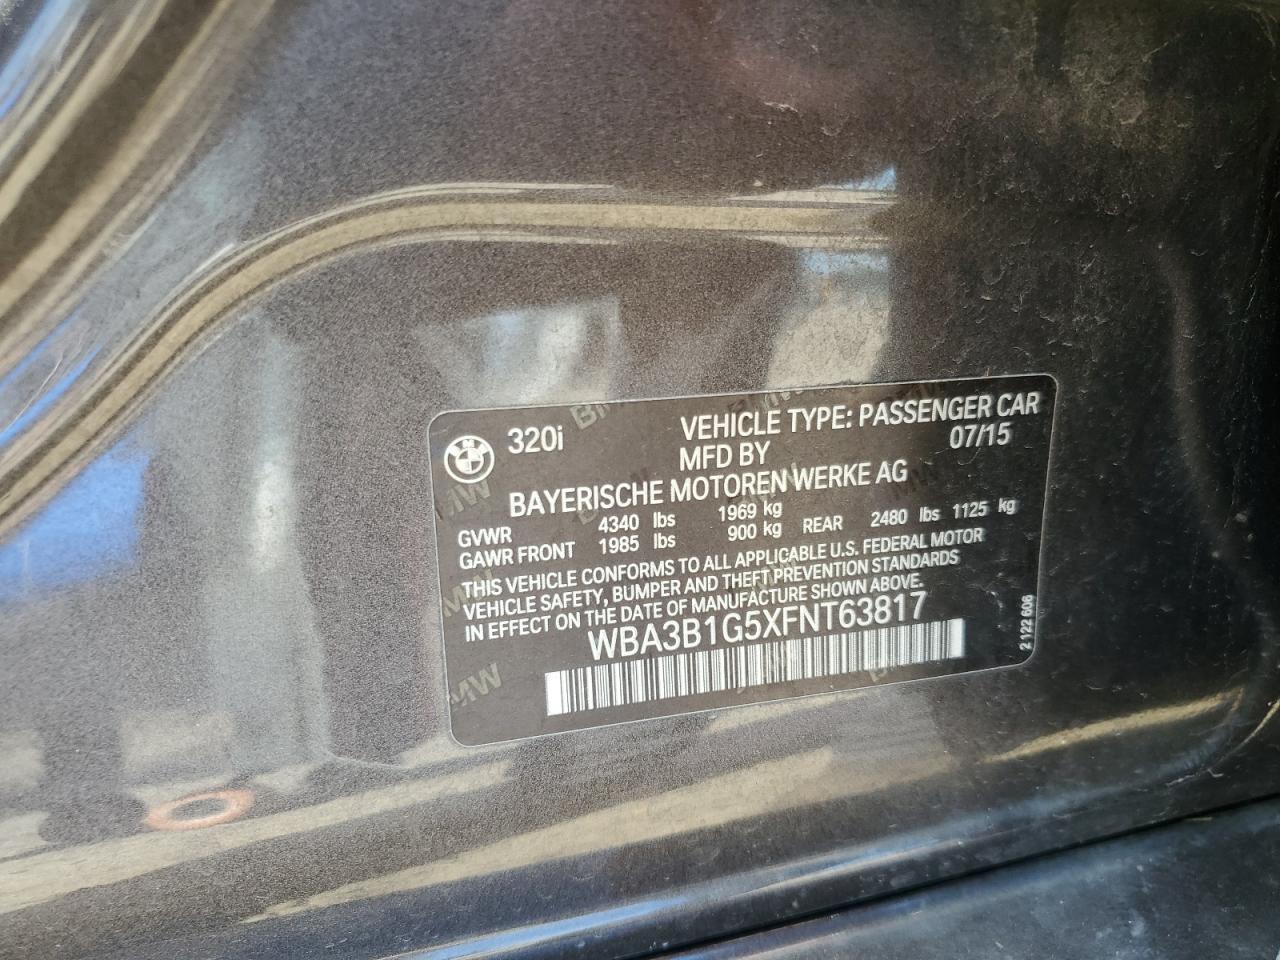 320i VEHICLE TYPE: PASSENGER CAR
MFD BY 07/15
BAYERISCHE MOTOREN WERKE AG
GVWR 4340 lbs 1969 kg
GAWR FRONT 1985 lbs 900 kg REAR 2480 lbs 1125 kg
THIS VEHICLE CONFORMS TO ALL APPLICABLE U.S. FEDERAL MOTOR
VEHICLE SAFETY, BUMPER AND THEFT PREVENTION STANDARDS
IN EFFECT ON THE DATE OF MANUFACTURE SHOWN ABOVE.
WBA3B1G5XFNT63817
2 122 606
BMW